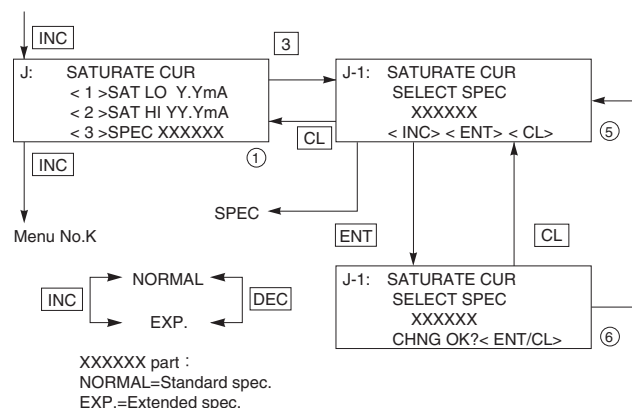 INC
3
J: SATURATE CUR
< 1 >SAT LO Y.YmA
< 2 >SAT HI YY.YmA
< 3 >SPEC XXXXXX
①
J-1: SATURATE CUR
SELECT SPEC
XXXXXX
< INC> < ENT> < CL>
⑤
CL
INC
SPEC
Menu No.K
ENT
CL
J-1: SATURATE CUR
SELECT SPEC
XXXXXX
CHNG OK?< ENT/CL>
⑥
NORMAL
INC
DEC
EXP.
XXXXXX part :
NORMAL=Standard spec.
EXP.=Extended spec.